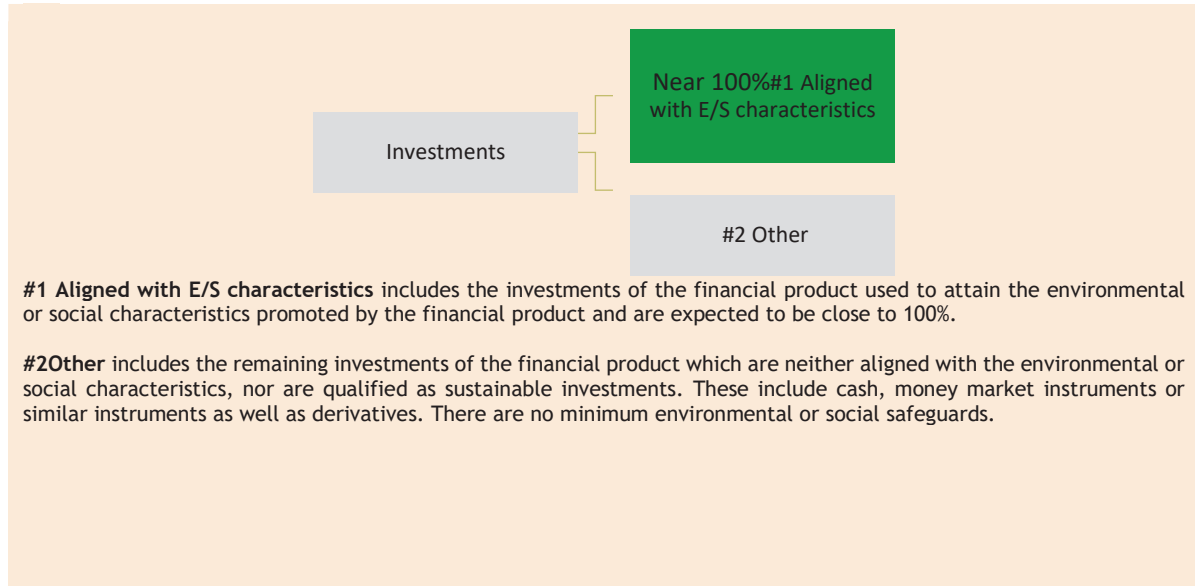 Near 100%#1 Aligned
with E/S characteristics
Investments
#2 Other
#1 Aligned with E/S characteristics includes the investments of the financial product used to attain the environmental
or social characteristics promoted by the financial product and are expected to be close to 100%.
#2Other includes the remaining investments of the financial product which are neither aligned with the environmental or
social characteristics, nor are qualified as sustainable investments. These include cash, money market instruments or
similar instruments as well as derivatives. There are no minimum environmental or social safeguards.